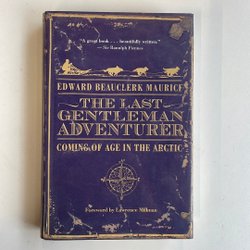 "A great book . . . beautifully written."
— Sir Ranulph Fiennes
EDWARD BEAUCLERK MAURICE
THE LAST
GENTLEMAN
ADVENTURER
COMING OF AGE IN THE ARCTIC
Foreword by Lawrence Millman